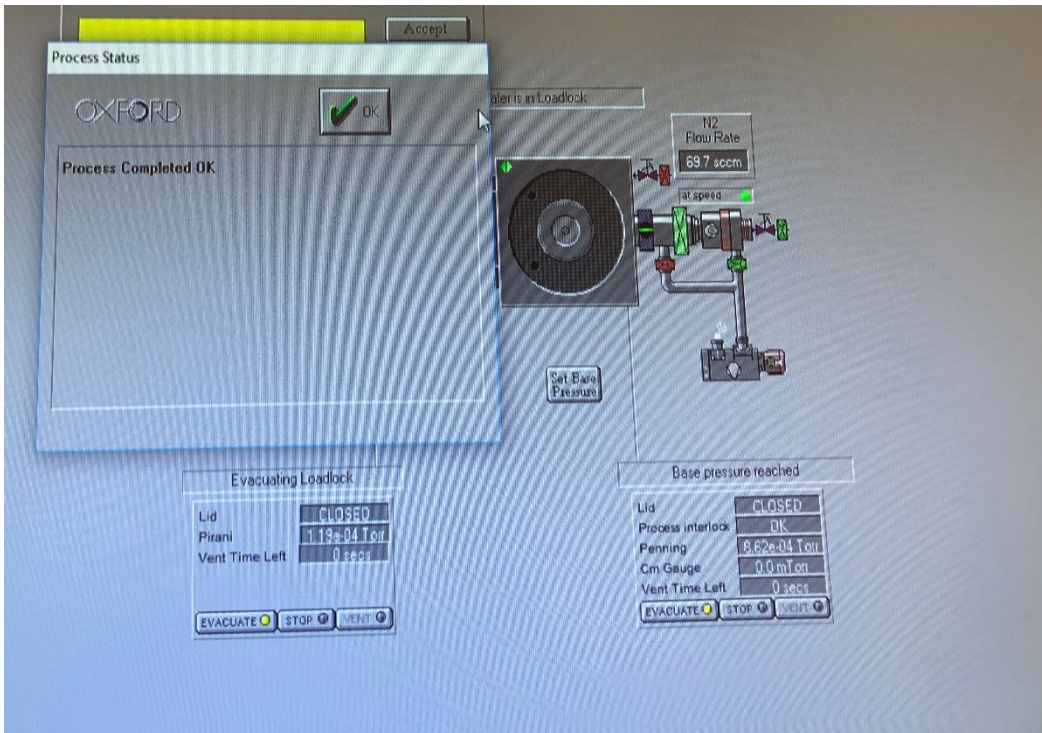 Accept
Process Status
OXFORD
OK
Process Completed OK
afer is in Loadlock
N2
Flow Rate
69.7 sccm
at speed
Set Base
Pressure
Evacuating Loadlock
Lid CLOSED
Pirani 1.19e-04 Torr
Vent Time Left 0 secs
EVACUATE STOP VENT
Base pressure reached
Lid CLOSED
Process interlock OK
Penning 8.62e-04 Torr
Cm Gauge 0.0 mTorr
Vent Time Left 0 secs
EVACUATE STOP VENT